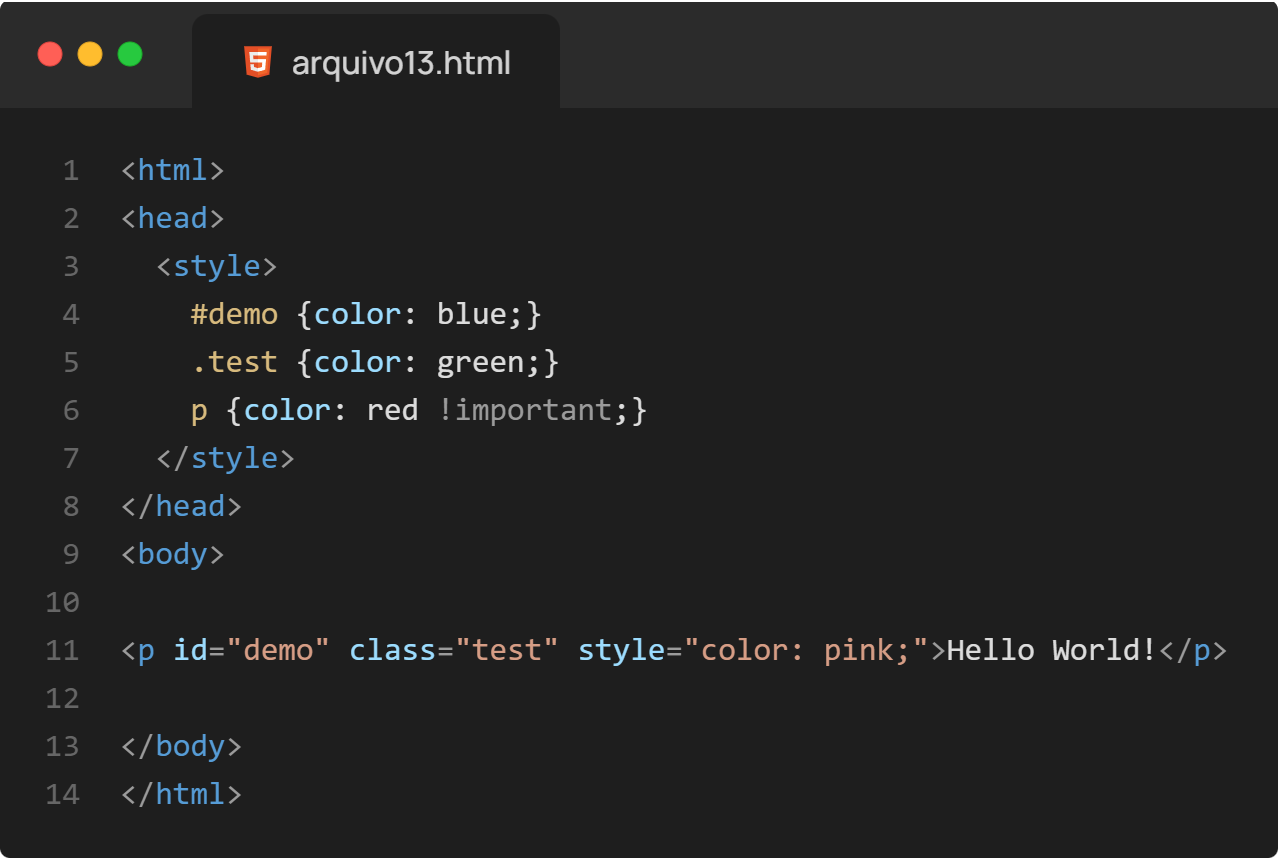 arquivo13.html
1 <html>
2 <head>
3   <style>
4     #demo {color: blue;}
5     .test {color: green;}
6     p {color: red !important;}
7   </style>
8 </head>
9 <body>
10
11 <p id="demo" class="test" style="color: pink;">Hello World!</p>
12
13 </body>
14 </html>